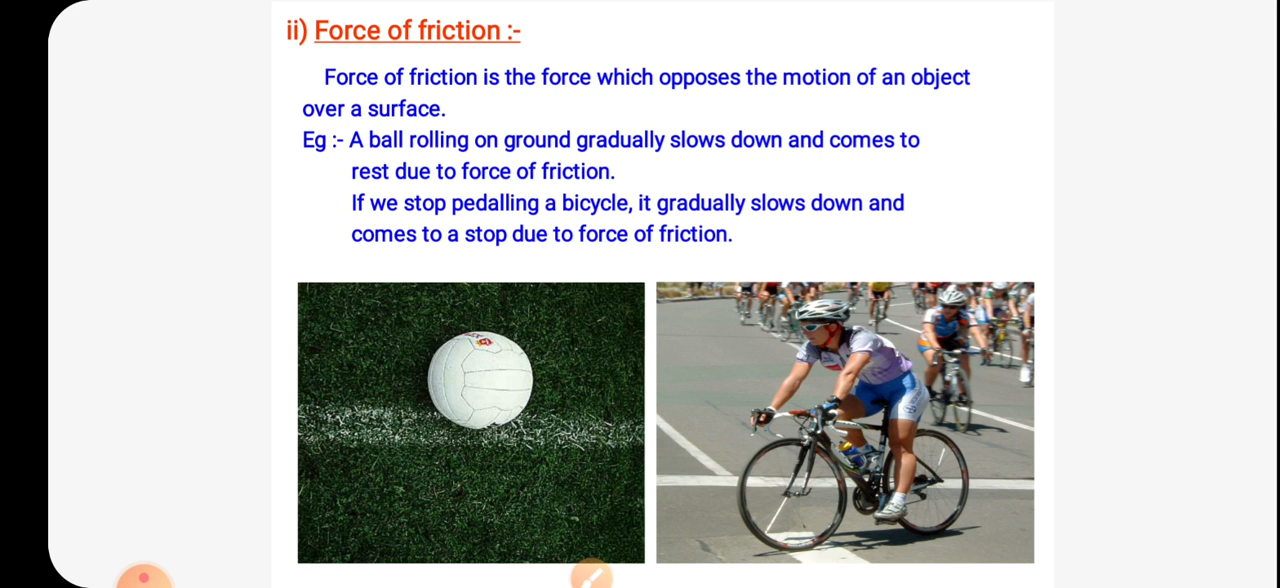 ii) Force of friction :-
Force of friction is the force which opposes the motion of an object
over a surface.
Eg :- A ball rolling on ground gradually slows down and comes to
rest due to force of friction.
If we stop pedalling a bicycle, it gradually slows down and
comes to a stop due to force of friction.